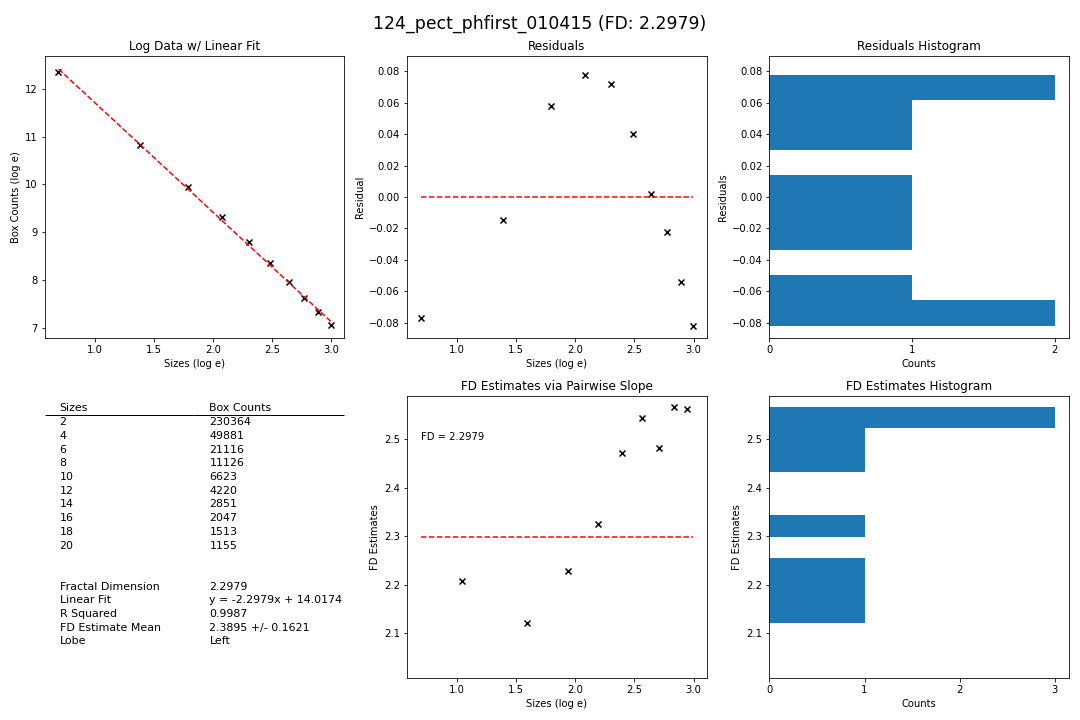 124_pect_phfirst_010415 (FD: 2.2979)
Log Data w/ Linear Fit
12
11
10
9
8
7
Box Counts (log e)
1.0 1.5 2.0 2.5 3.0
Sizes (log e)
Residuals
0.08
0.06
0.04
0.02
0.00
−0.02
−0.04
−0.06
−0.08
Residual
1.0 1.5 2.0 2.5 3.0
Sizes (log e)
Residuals Histogram
0.08
0.06
0.04
0.02
0.00
−0.02
−0.04
−0.06
−0.08
Residuals
0 1 2
Counts
Sizes Box Counts
2 230364
4 49881
6 21116
8 11126
10 6623
12 4220
14 2851
16 2047
18 1513
20 1155
Fractal Dimension 2.2979
Linear Fit y = -2.2979x + 14.0174
R Squared 0.9987
FD Estimate Mean 2.3895 +/- 0.1621
Lobe Left
FD Estimates via Pairwise Slope
FD = 2.2979
2.5
2.4
2.3
2.2
2.1
FD Estimates
1.0 1.5 2.0 2.5 3.0
Sizes (log e)
FD Estimates Histogram
2.5
2.4
2.3
2.2
2.1
FD Estimates
0 1 2 3
Counts